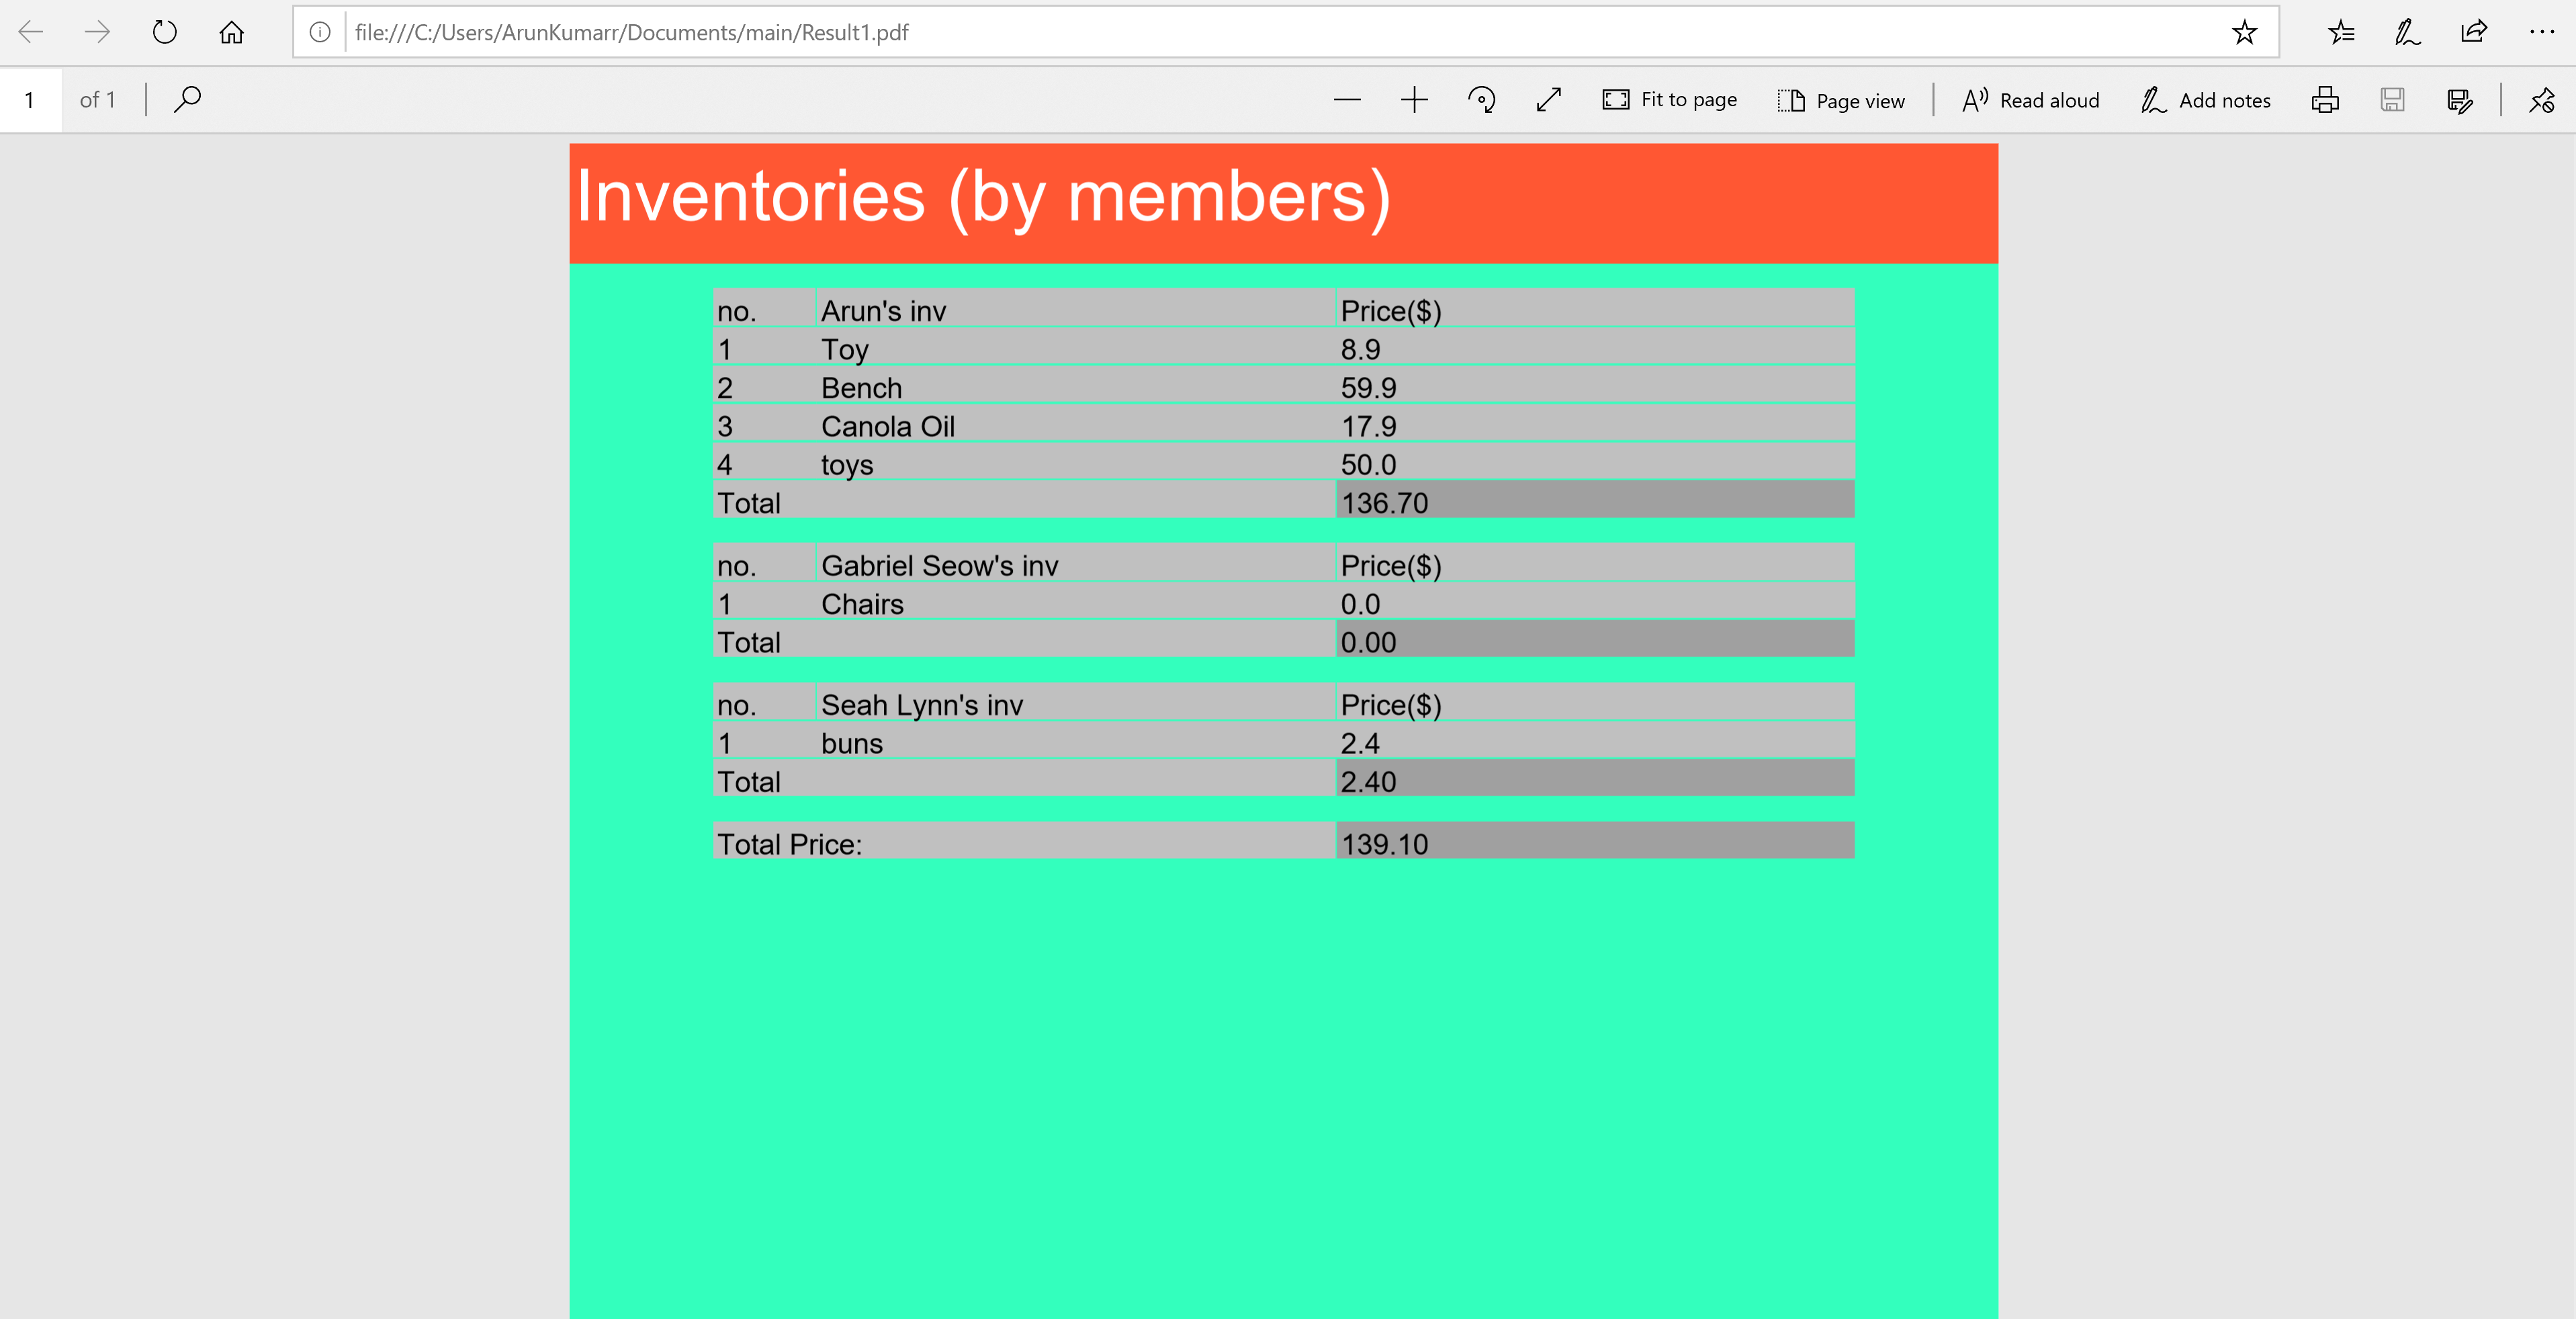 file:///C:/Users/ArunKumarr/Documents/main/Result1.pdf
1 of 1 Fit to page Page view Read aloud Add notes
Inventories (by members)
no. Arun's inv Price($)
1 Toy 8.9
2 Bench 59.9
3 Canola Oil 17.9
4 toys 50.0
Total 136.70
no. Gabriel Seow's inv Price($)
1 Chairs 0.0
Total 0.00
no. Seah Lynn's inv Price($)
1 buns 2.4
Total 2.40
Total Price: 139.10